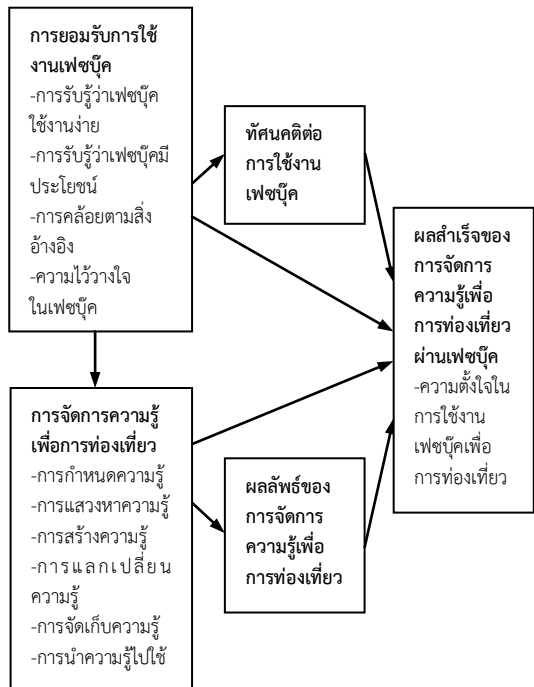 การยอมรับการใช้
งานเฟซบุ๊ค
-การรับรู้ว่าเฟซบุ๊ค
ใช้งานง่าย
-การรับรู้ว่าเฟซบุ๊คมี
ประโยชน์
-การคล้อยตามสิ่ง
อ้างอิง
-ความไว้วางใจ
ในเฟซบุ๊ค
ทัศนคติต่อ
การใช้งาน
เฟซบุ๊ค
ผลสำเร็จของ
การจัดการ
ความรู้เพื่อ
การท่องเที่ยว
ผ่านเฟซบุ๊ค
-ความตั้งใจใน
การใช้งาน
เฟซบุ๊คเพื่อ
การท่องเที่ยว
การจัดการความรู้
เพื่อการท่องเที่ยว
-การกำหนดความรู้
-การแสวงหาความรู้
-การสร้างความรู้
-การแลกเปลี่ยน
ความรู้
-การจัดเก็บความรู้
-การนำความรู้ไปใช้
ผลลัพธ์ของ
การจัดการ
ความรู้เพื่อ
การท่องเที่ยว